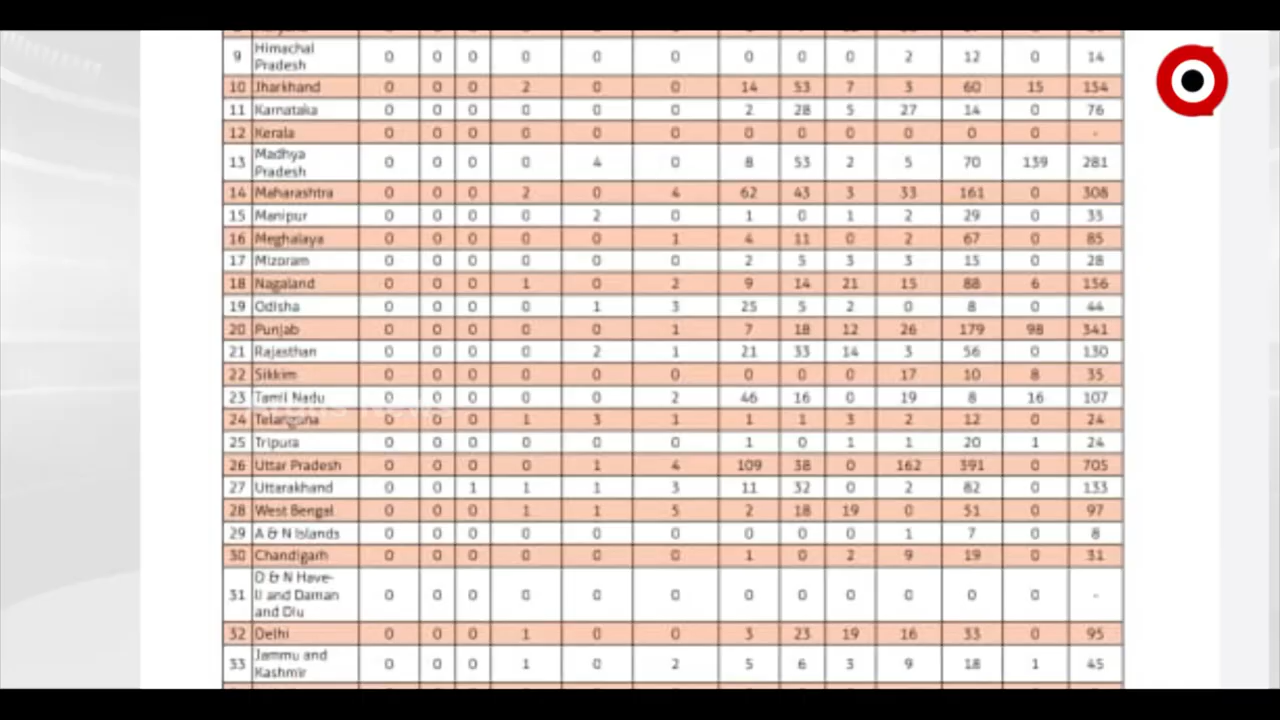 9 Himachal Pradesh 0 0 0 0 0 0 0 0 0 2 12 0 14
10 Jharkhand 0 0 0 2 0 0 14 53 7 3 60 15 154
11 Karnataka 0 0 0 0 0 0 2 28 5 27 14 0 76
12 Kerala 0 0 0 0 0 0 0 0 0 0 0 0 -
13 Madhya Pradesh 0 0 0 0 4 0 8 53 2 5 70 139 281
14 Maharashtra 0 0 0 2 0 4 62 43 3 33 161 0 308
15 Manipur 0 0 0 0 2 0 1 0 1 2 29 0 35
16 Meghalaya 0 0 0 0 0 1 4 11 0 2 67 0 85
17 Mizoram 0 0 0 0 0 0 2 5 3 3 15 0 28
18 Nagaland 0 0 0 1 0 2 9 14 21 15 88 6 156
19 Odisha 0 0 0 0 1 3 25 5 2 0 8 0 44
20 Punjab 0 0 0 0 0 1 7 18 12 26 179 98 341
21 Rajasthan 0 0 0 0 2 1 21 33 14 3 56 0 130
22 Sikkim 0 0 0 0 0 0 0 0 0 17 10 8 35
23 Tamil Nadu 0 0 0 0 0 2 46 16 0 19 8 16 107
24 Telangana 0 0 0 1 3 1 1 1 3 2 12 0 24
25 Tripura 0 0 0 0 0 0 1 0 1 1 20 1 24
26 Uttar Pradesh 0 0 0 0 1 4 109 38 0 162 391 0 705
27 Uttarakhand 0 0 1 1 1 3 11 32 0 2 82 0 133
28 West Bengal 0 0 0 1 1 5 2 18 19 0 51 0 97
29 A & N Islands 0 0 0 0 0 0 0 0 0 1 7 0 8
30 Chandigarh 0 0 0 0 0 0 1 0 2 9 19 0 31
31 D & N Have-
li and Daman
and Diu 0 0 0 0 0 0 0 0 0 0 0 0 -
32 Delhi 0 0 0 1 0 0 3 23 19 16 33 0 95
33 Jammu and Kashmir 0 0 0 1 0 2 5 6 3 9 18 1 45